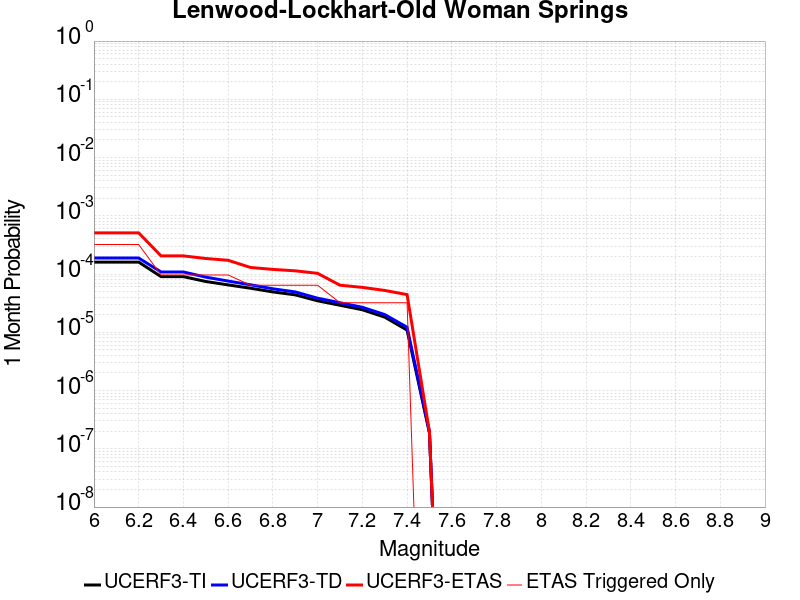 Lenwood-Lockhart-Old Woman Springs
1 Month Probability
10^0
10^-1
10^-2
10^-3
10^-4
10^-5
10^-6
10^-7
10^-8
6 6.2 6.4 6.6 6.8 7 7.2 7.4 7.6 7.8 8 8.2 8.4 8.6 8.8 9
Magnitude
UCERF3-TI UCERF3-TD UCERF3-ETAS ETAS Triggered Only